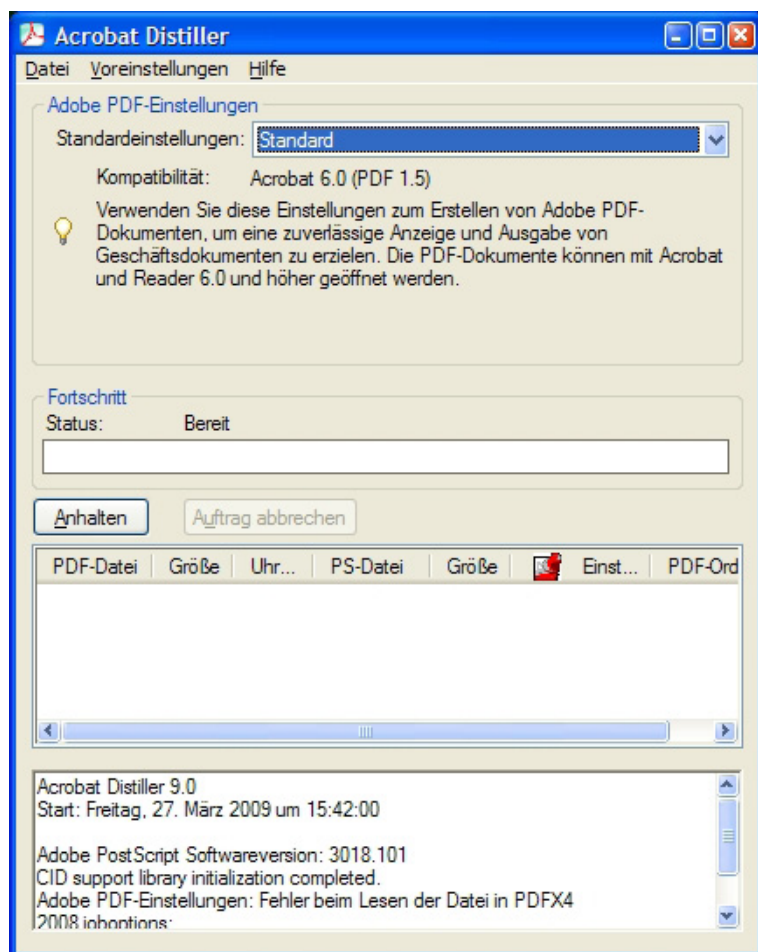 Acrobat Distiller
Datei Voreinstellungen Hilfe
Adobe PDF-Einstellungen
Standardeinstellungen: Standard
Kompatibilität: Acrobat 6.0 (PDF 1.5)
Verwenden Sie diese Einstellungen zum Erstellen von Adobe PDF-
Dokumenten, um eine zuverlässige Anzeige und Ausgabe von
Geschäftsdokumenten zu erzielen. Die PDF-Dokumente können mit Acrobat
und Reader 6.0 und höher geöffnet werden.
Fortschritt
Status: Bereit
Anhalten Auftrag abbrechen
PDF-Datei Größe Uhr... PS-Datei Größe Einst... PDF-Ord
Acrobat Distiller 9.0
Start: Freitag, 27. März 2009 um 15:42:00
Adobe PostScript Softwareversion: 3018.101
CID support library initialization completed.
Adobe PDF-Einstellungen: Fehler beim Lesen der Datei in PDFX4
2008 joboptions: